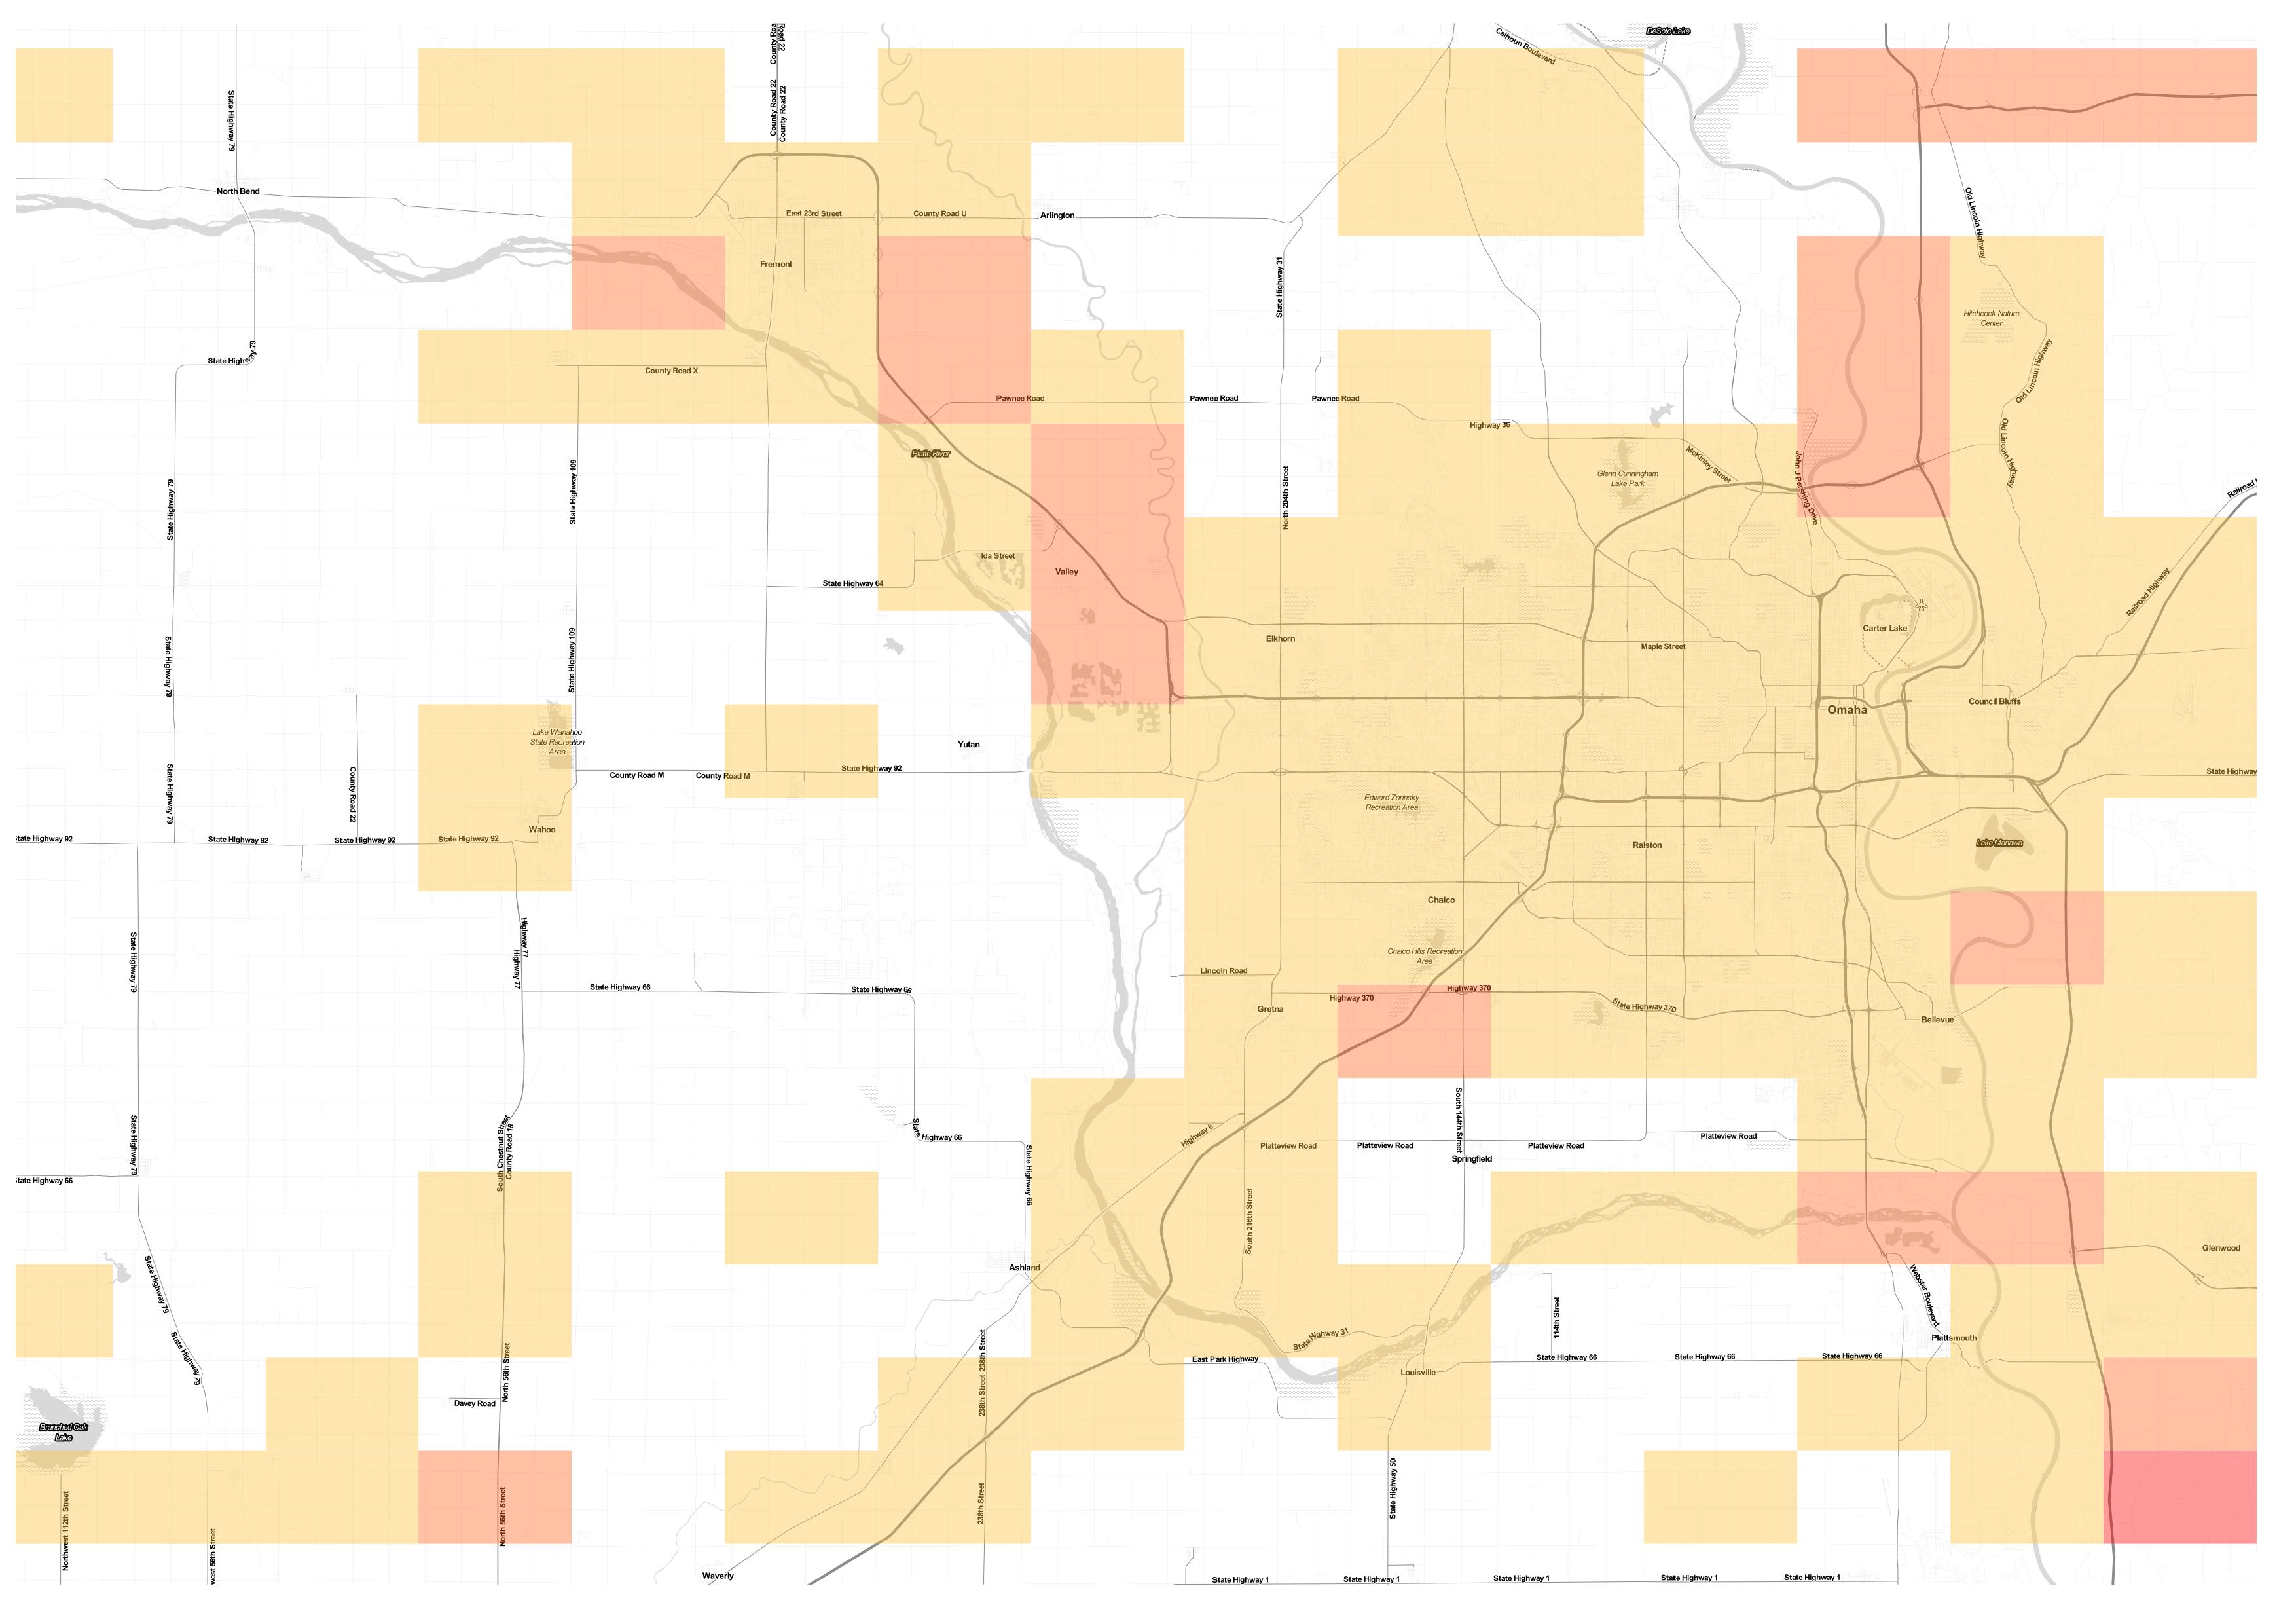 DeSoto Lake
Calhoun Boulevard
County Road 22
County Road 22
County Road 22
State Highway 79
North Bend
East 23rd Street
County Road U
Arlington
Old Lincoln Highway
Fremont
State Highway 31
Hitchcock Nature
Center
State Highway 79
County Road X
Old Lincoln Highway
Pawnee Road
Pawnee Road
Pawnee Road
Highway 36
Platte River
McKinley Street
Glenn Cunningham
Lake Park
John J Pershing Drive
Old Lincoln Highway
State Highway 79
State Highway 109
North 204th Street
Ida Street
Valley
State Highway 64
Railroad Highway
Carter Lake
Elkhorn
Maple Street
State Highway 79
State Highway 109
Council Bluffs
Omaha
Lake Wanahoo
State Recreation
Area
Yutan
State Highway 92
County Road M
County Road M
State Highway
State Highway 79
County Road 22
Edward Zorinsky
Recreation Area
Wahoo
State Highway 92
State Highway 92
State Highway 92
State Highway 92
Ralston
Lake Manawa
Chalco
Highway 77
Highway 77
State Highway 79
Chalco Hills Recreation
Area
Lincoln Road
State Highway 66
State Highway 66
Highway 370
Highway 370
State Highway 370
Gretna
Bellevue
State Highway 79
South Chestnut Street
County Road 18
State Highway 66
Highway 6
South 144th Street
Platteview Road
Platteview Road
Platteview Road
Platteview Road
Springfield
State Highway 66
State Highway 66
South 216th Street
Glenwood
Ashland
State Highway 79
Webster Boulevard
114th Street
State Highway 31
Plattsmouth
State Highway 79
North 56th Street
238th Street
238th Street
East Park Highway
State Highway 66
State Highway 66
State Highway 66
Louisville
Davey Road
Branched Oak
Lake
Northwest 112th Street
west 56th Street
North 56th Street
238th Street
State Highway 50
Waverly
State Highway 1
State Highway 1
State Highway 1
State Highway 1
State Highway 1